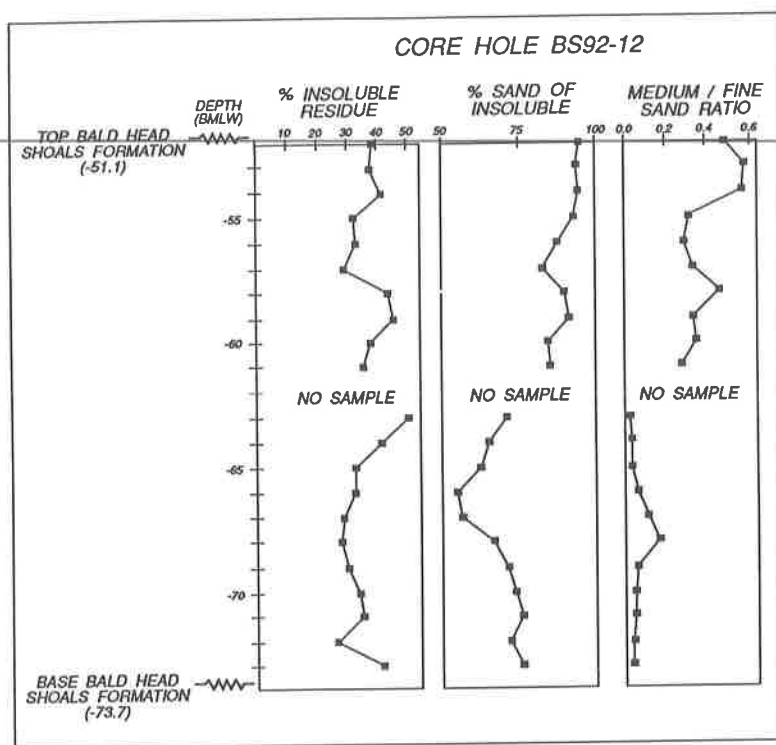 CORE HOLE BS92-12
DEPTH
(BMLW)
% INSOLUBLE
RESIDUE
% SAND OF
INSOLUBLE
MEDIUM / FINE
SAND RATIO
10 20 30 40 50
50 75 100
0.0 0.2 0.4 0.6
TOP BALD HEAD
SHOALS FORMATION
(-51.1)
-55
-60
NO SAMPLE NO SAMPLE NO SAMPLE
-65
-70
BASE BALD HEAD
SHOALS FORMATION
(-73.7)